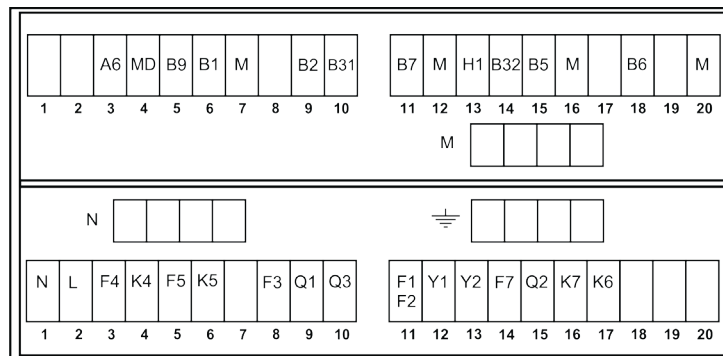 A6 MD B9 B1 M B2 B31 B7 M H1 B32 B5 M B6 M
1 2 3 4 5 6 7 8 9 10 11 12 13 14 15 16 17 18 19 20
M
N
N L F4 K4 F5 K5 F3 Q1 Q3 F1 Y1 Y2 F7 Q2 K7 K6
F2
1 2 3 4 5 6 7 8 9 10 11 12 13 14 15 16 17 18 19 20